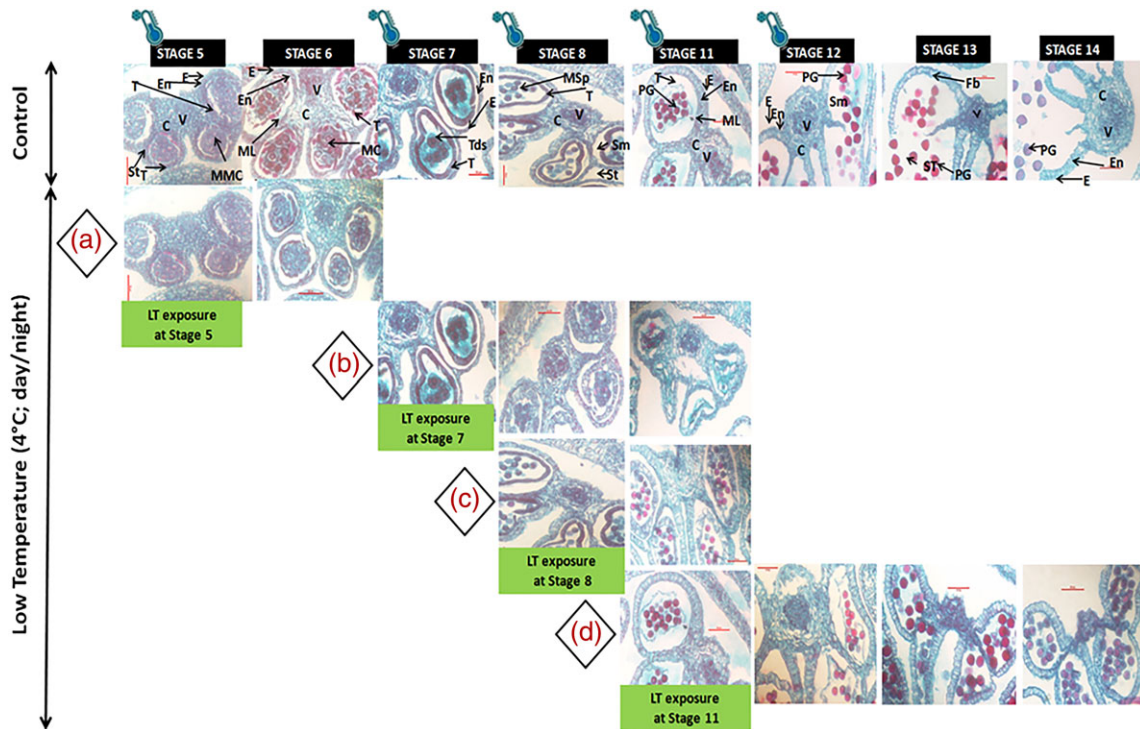 STAGE 5
STAGE 6
STAGE 7
STAGE 8
STAGE 11
STAGE 12
STAGE 13
STAGE 14
Control
T En E
C V
St T MMC
E
En V
C T
ML MC
En
E
Tds
T
MSp
T
C V
Sm
St
T E
PG En
ML
C
V
PG
Sm
E
En V
C
Fb
V
ST PG
C
V
PG
En
E
Low Temperature (4°C; day/night)
(a)
LT exposure
at Stage 5
(b)
LT exposure
at Stage 7
(c)
LT exposure
at Stage 8
(d)
LT exposure
at Stage 11